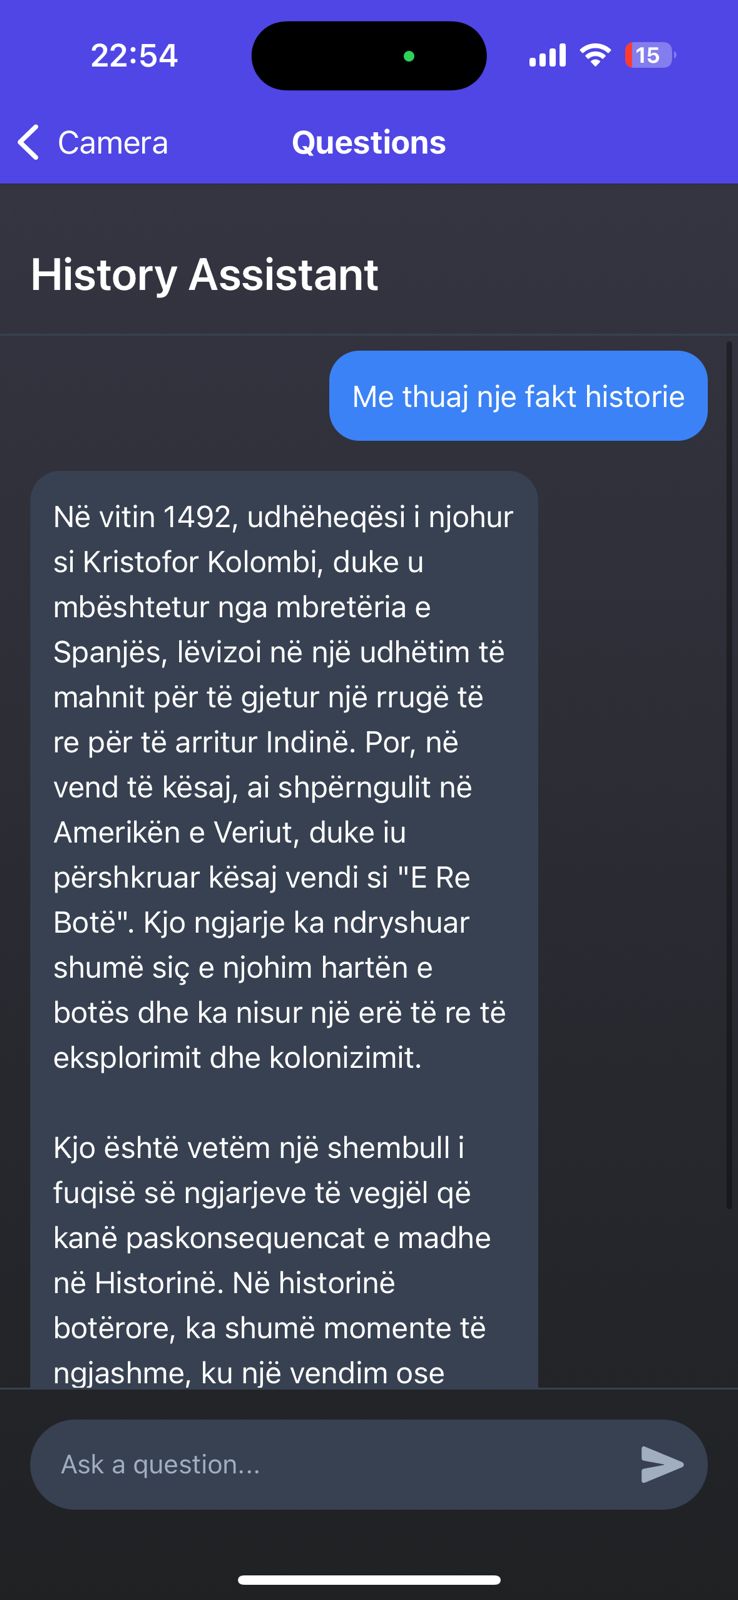 22:54
15
Camera
Questions
History Assistant
Me thuaj nje fakt historie
Në vitin 1492, udhëheqësi i njohur
si Kristofor Kolombi, duke u
mbështetur nga mbretëria e
Spanjës, lëvizoi në një udhëtim të
mahnit për të gjetur një rrugë të
re për të arritur Indinë. Por, në
vend të kësaj, ai shpërngulit në
Amerikën e Veriut, duke iu
përshkruar kësaj vendi si "E Re
Botë". Kjo ngjarje ka ndryshuar
shumë siç e njohim hartën e
botës dhe ka nisur një erë të re të
eksplorimit dhe kolonizimit.
Kjo është vetëm një shembull i
fuqisë së ngjarjeve të vegjël që
kanë paskonsequencat e madhe
në Historinë. Në historinë
botërore, ka shumë momente të
ngjashme, ku një vendim ose
Ask a question...